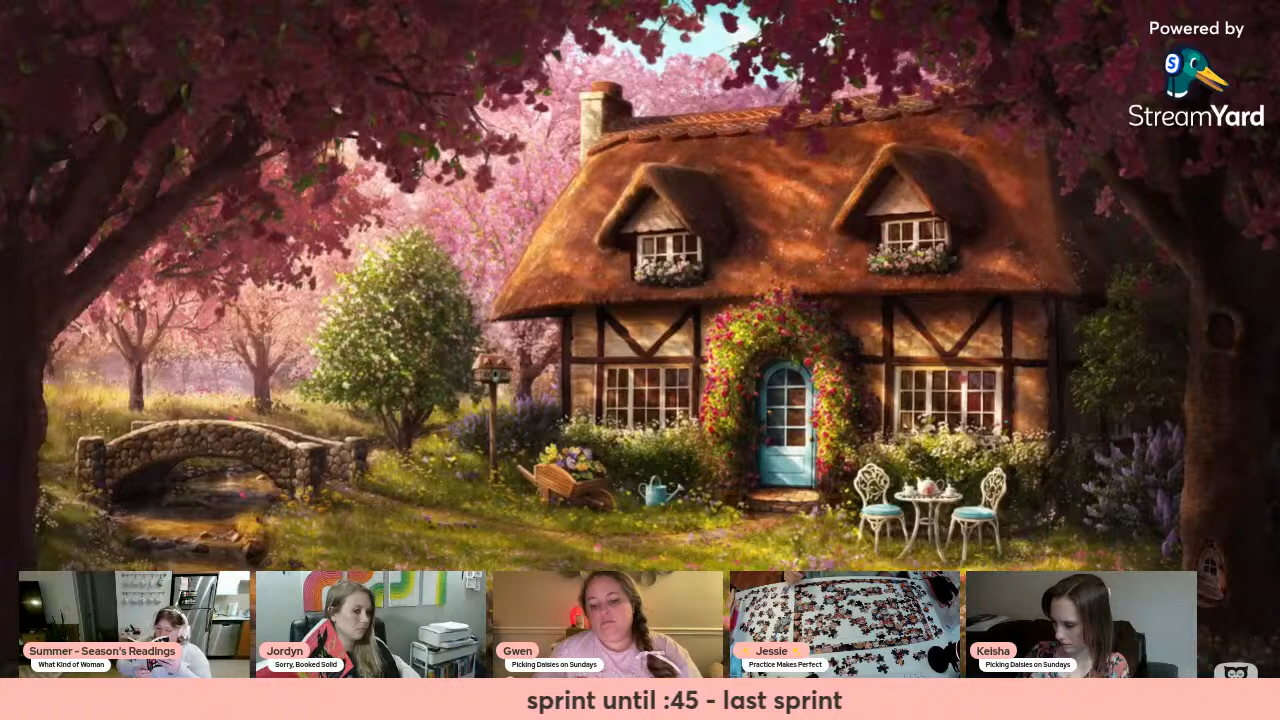 Powered by
StreamYard
Summer - Season's Readings
What Kind of Woman
Jordyn
Sorry, Booked Solid
Gwen
Picking Daisies on Sundays
Jessie
Practice Makes Perfect
Keisha
Picking Daisies on Sundays
sprint until :45 - last sprint